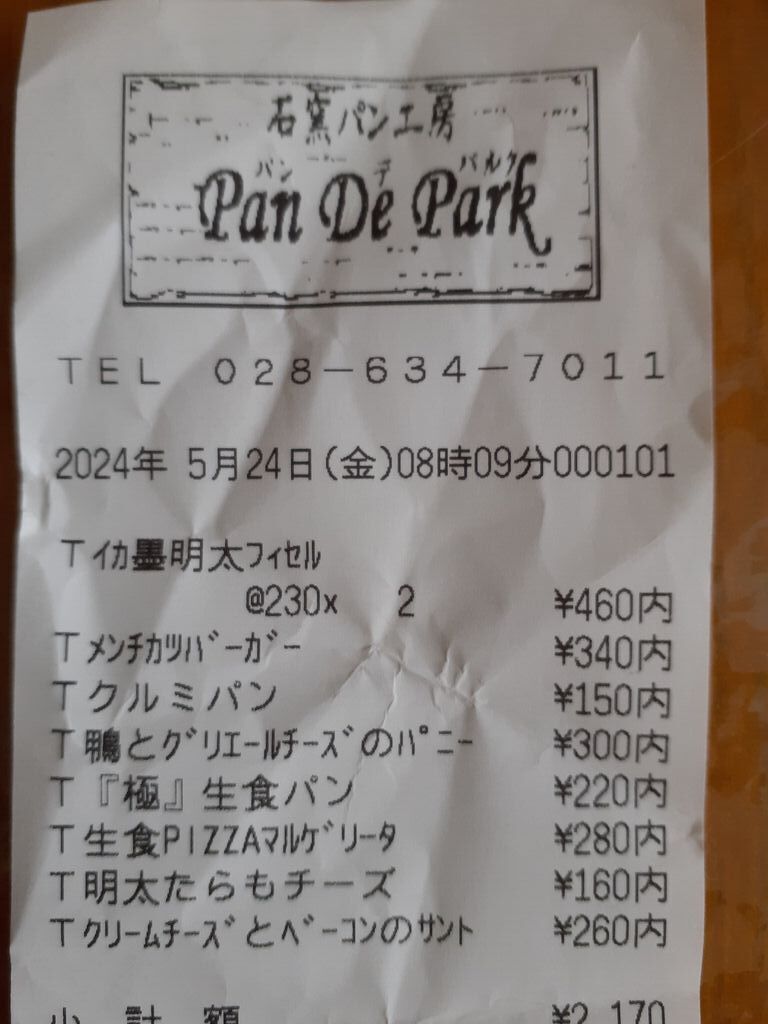 石窯パン工房
パン デ パルク
Pan De Park
TEL 028-634-7011
2024年 5月24日(金)08時09分000101
Tイカ墨明太フィセル
@230x 2 ¥460内
Tメンチカツバーガー ¥340内
Tクルミパン ¥150内
T鴨とグリエールチーズのパニー ¥300内
T『極』生食パン ¥220内
T生食PIZZAマルゲリータ ¥280内
T明太たらもチーズ ¥160内
Tクリームチーズとベーコンのサント ¥260内
小計額 ¥2,170